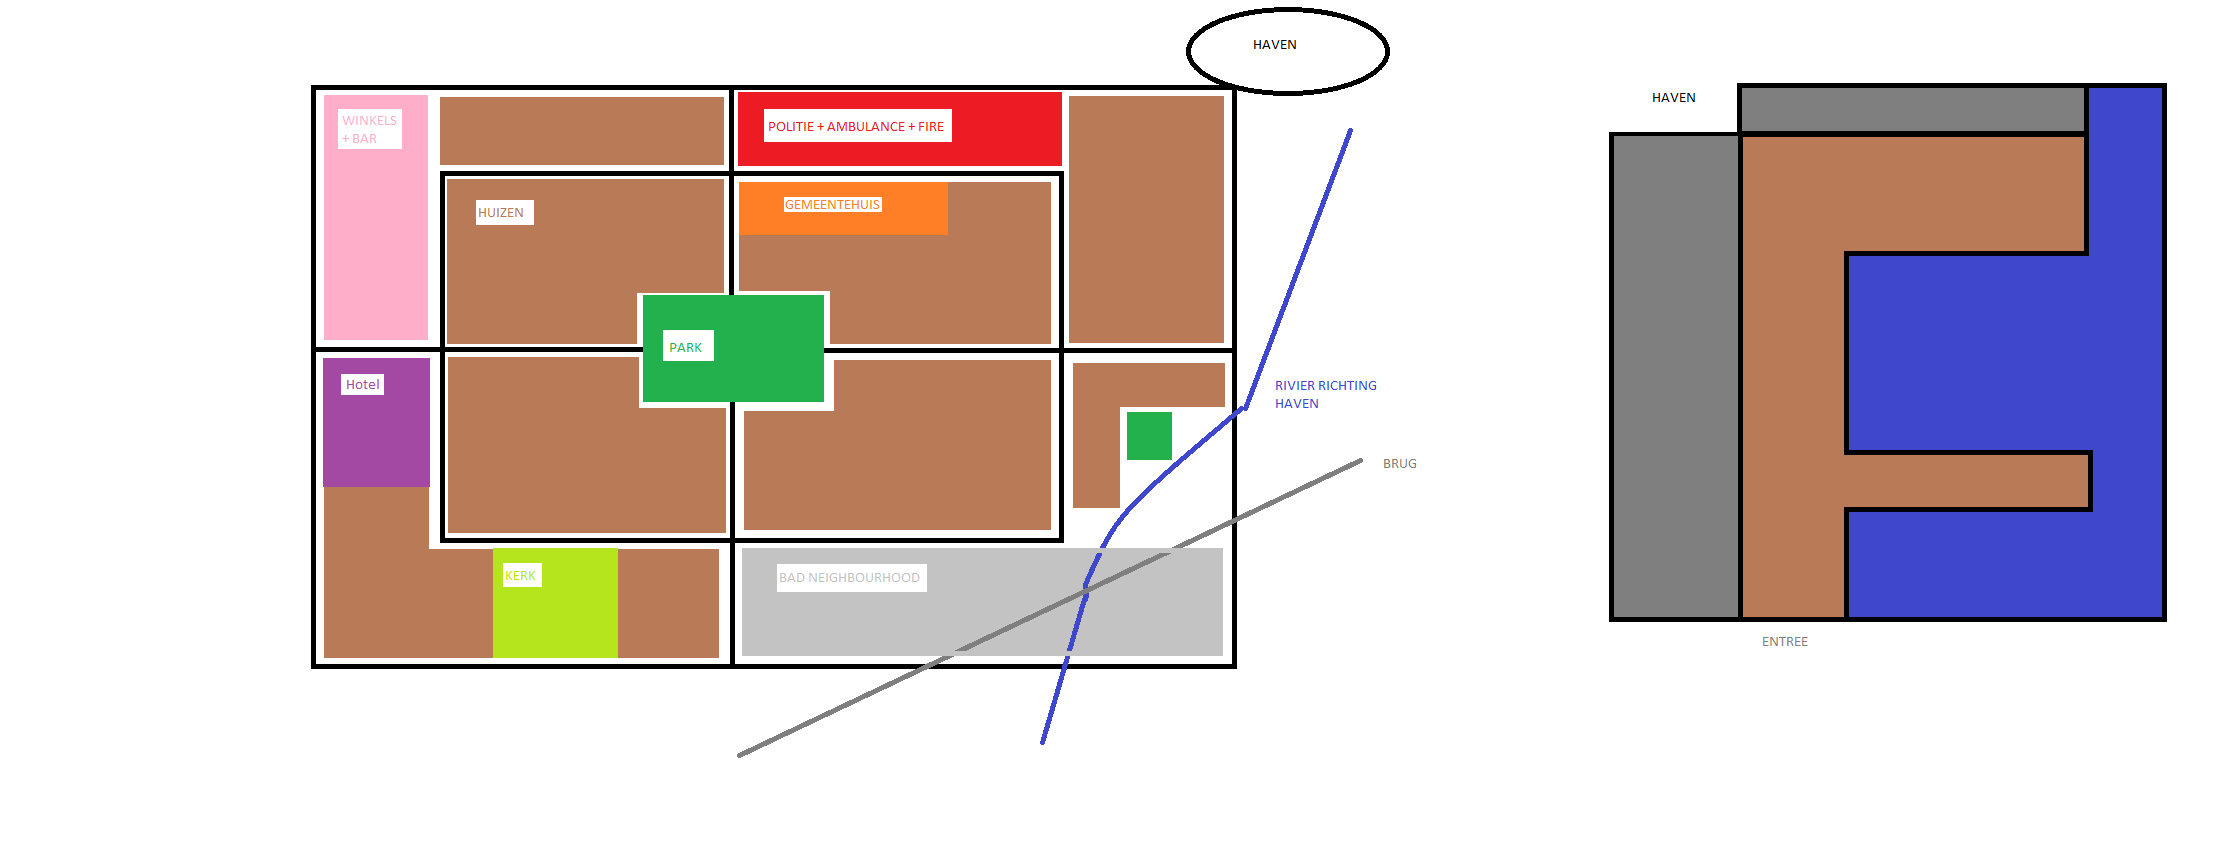 HAVEN
HAVEN
WINKELS
+ BAR
POLITIE + AMBULANCE + FIRE
GEMEENTEHUIS
HUIZEN
PARK
Hotel
RIVIER RICHTING
HAVEN
BRUG
KERK
BAD NEIGHBOURHOOD
ENTREE